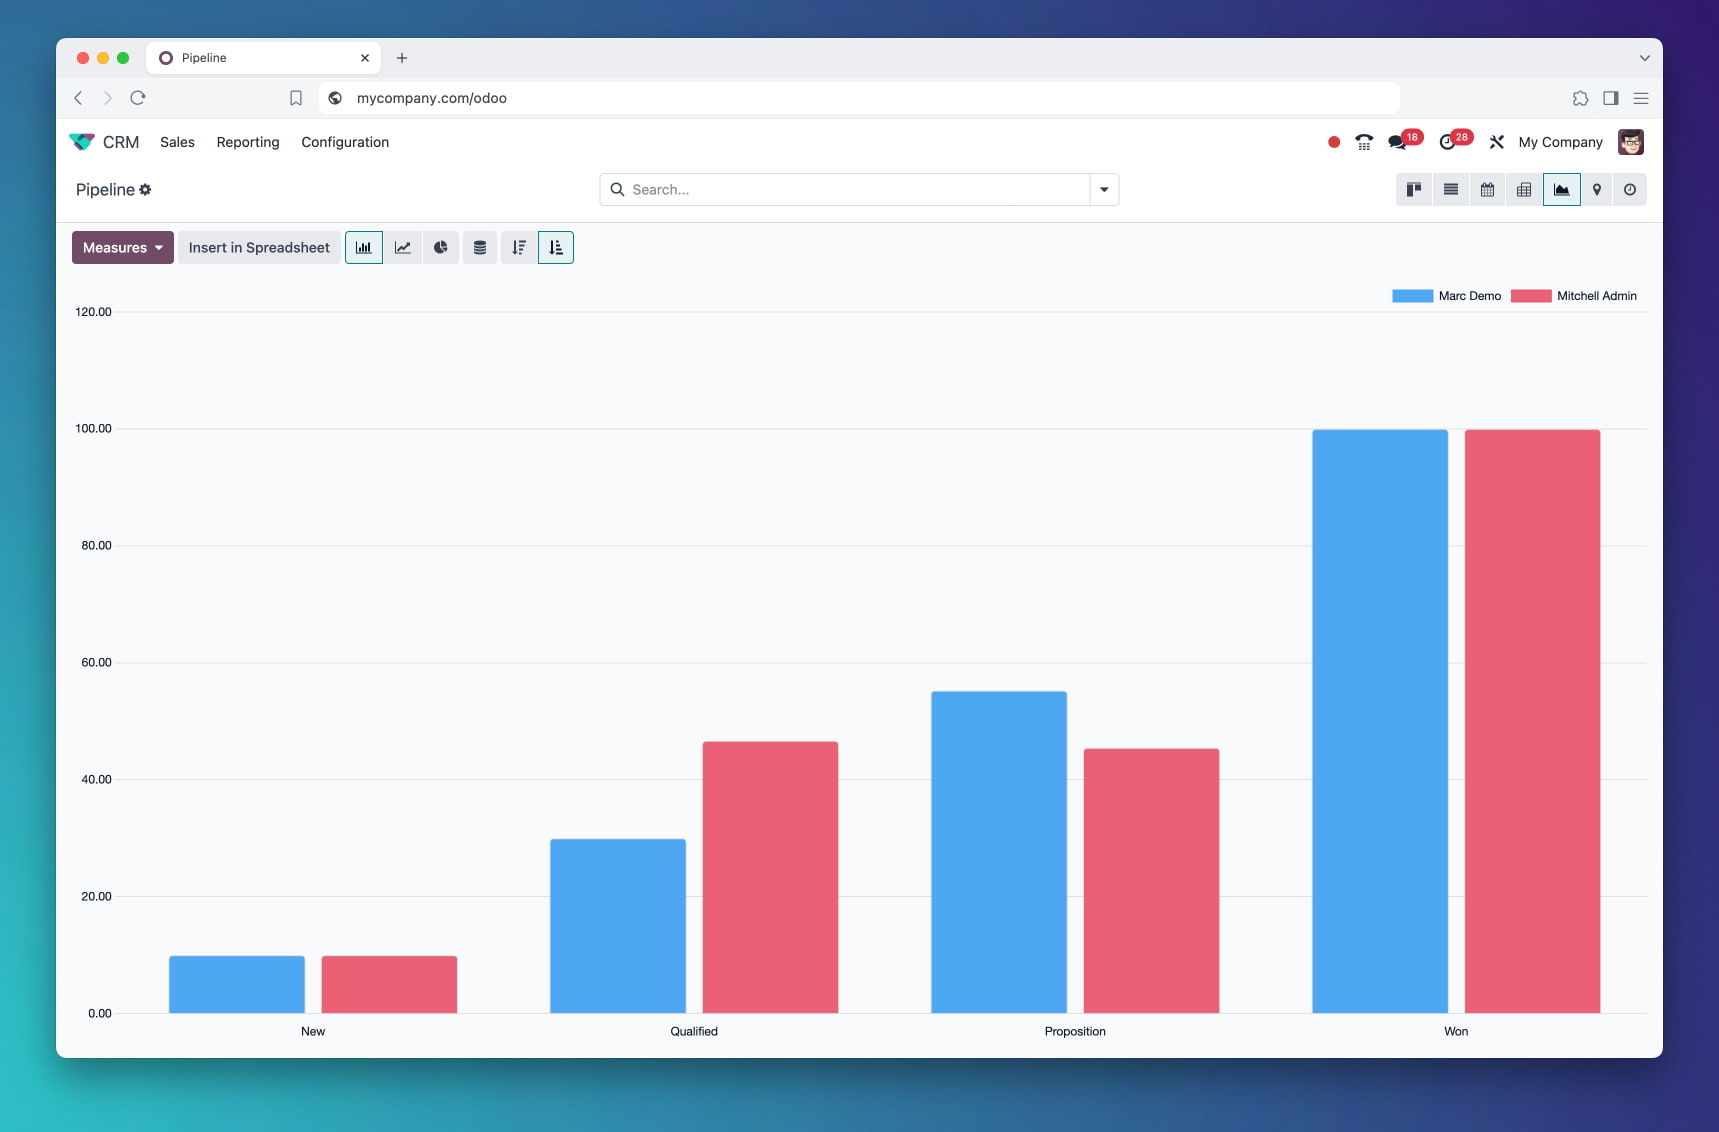 Pipeline
mycompany.com/odoo
CRM Sales Reporting Configuration 18 28 My Company
Pipeline Search...
Measures Insert in Spreadsheet
Marc Demo Mitchell Admin
120.00
100.00
80.00
60.00
40.00
20.00
0.00
New Qualified Proposition Won